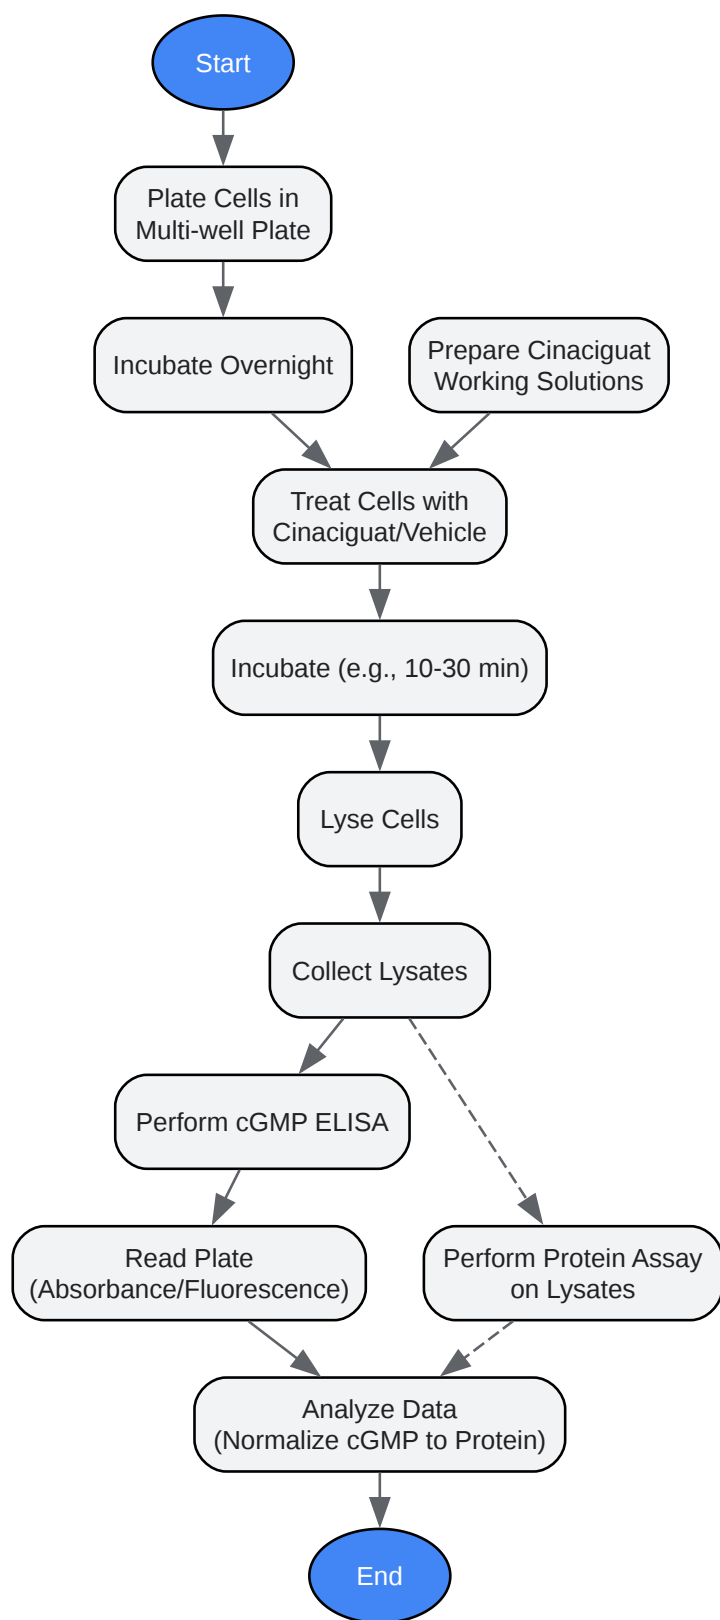 Start
Plate Cells in
Multi-well Plate
Incubate Overnight
Prepare Cinaciguat
Working Solutions
Treat Cells with
Cinaciguat/Vehicle
Incubate (e.g., 10-30 min)
Lyse Cells
Collect Lysates
Perform cGMP ELISA
Read Plate
(Absorbance/Fluorescence)
Perform Protein Assay
on Lysates
Analyze Data
(Normalize cGMP to Protein)
End